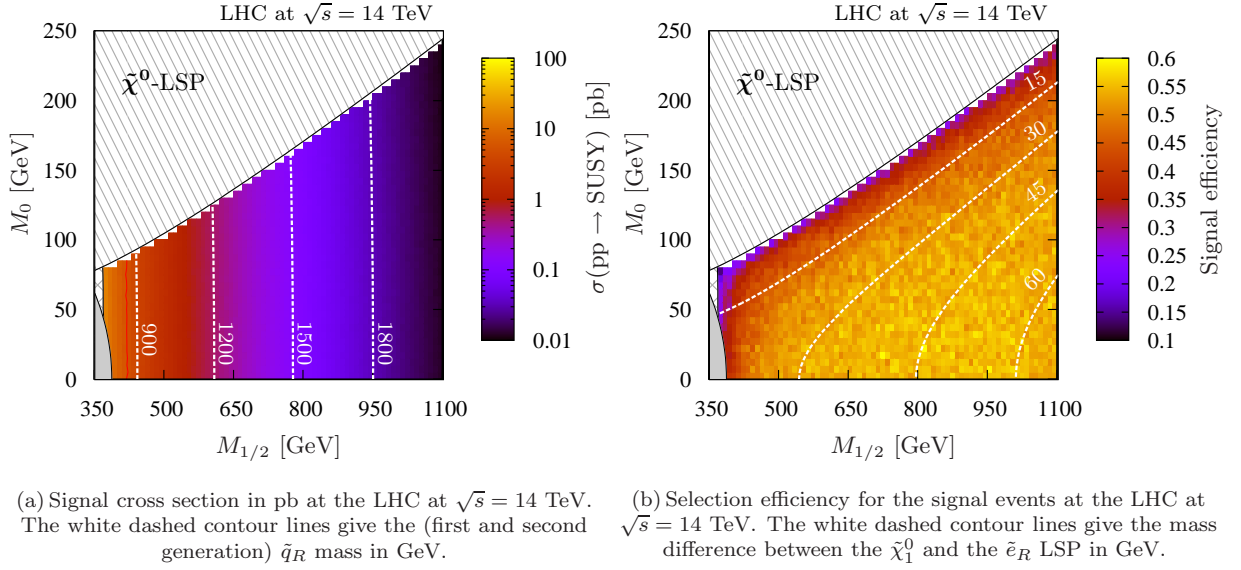 LHC at √s = 14 TeV
250
200
150
100
50
0
M₀ [GeV]
χ̃⁰-LSP
900
1200
1500
1800
350 450 550 650 800 950 1100
M₁/₂ [GeV]
100
10
1
0.1
0.01
σ(pp → SUSY) [pb]
LHC at √s = 14 TeV
250
200
150
100
50
0
M₀ [GeV]
χ̃⁰-LSP
15
30
45
60
350 500 650 800 950 1100
M₁/₂ [GeV]
0.6
0.55
0.5
0.45
0.4
0.35
0.3
0.25
0.2
0.15
0.1
Signal efficiency
(a) Signal cross section in pb at the LHC at √s = 14 TeV.
The white dashed contour lines give the (first and second
generation) q̃_R mass in GeV.
(b) Selection efficiency for the signal events at the LHC at
√s = 14 TeV. The white dashed contour lines give the mass
difference between the χ̃₁⁰ and the ẽ_R LSP in GeV.